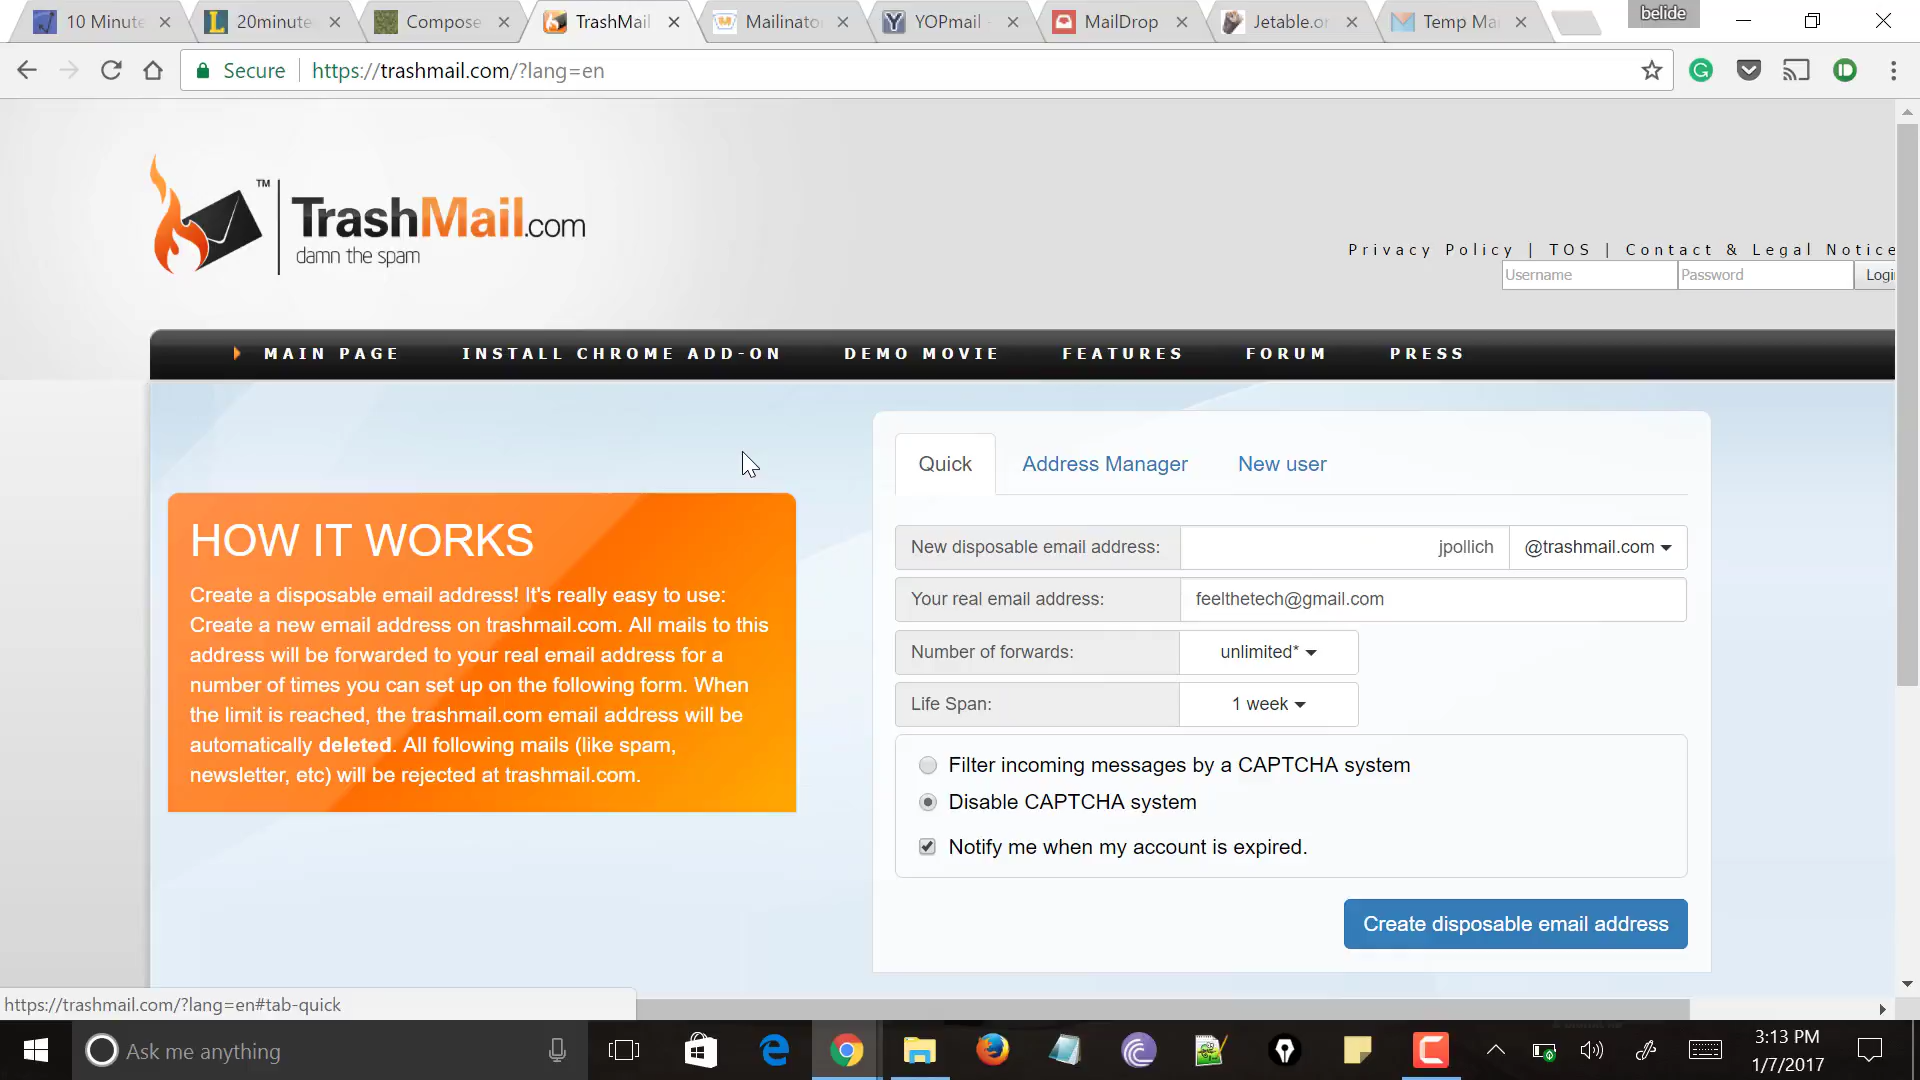 10 Minute
20minute
Compose
TrashMail
Mailinato
YOPmail -
MailDrop
Jetable.or
Temp Ma
belide
Secure
https://trashmail.com/?lang=en
TM
TrashMail.com
damn the spam
Privacy Policy | TOS | Contact & Legal Notice
Username
Password
Logi
MAIN PAGE
INSTALL CHROME ADD-ON
DEMO MOVIE
FEATURES
FORUM
PRESS
Quick
Address Manager
New user
HOW IT WORKS
Create a disposable email address! It's really easy to use:
Create a new email address on trashmail.com. All mails to this
address will be forwarded to your real email address for a
number of times you can set up on the following form. When
the limit is reached, the trashmail.com email address will be
automatically deleted. All following mails (like spam,
newsletter, etc) will be rejected at trashmail.com.
New disposable email address:
jpollich
@trashmail.com
Your real email address:
feelthetech@gmail.com
Number of forwards:
unlimited*
Life Span:
1 week
Filter incoming messages by a CAPTCHA system
Disable CAPTCHA system
Notify me when my account is expired.
Create disposable email address
https://trashmail.com/?lang=en#tab-quick
Ask me anything
3:13 PM
1/7/2017